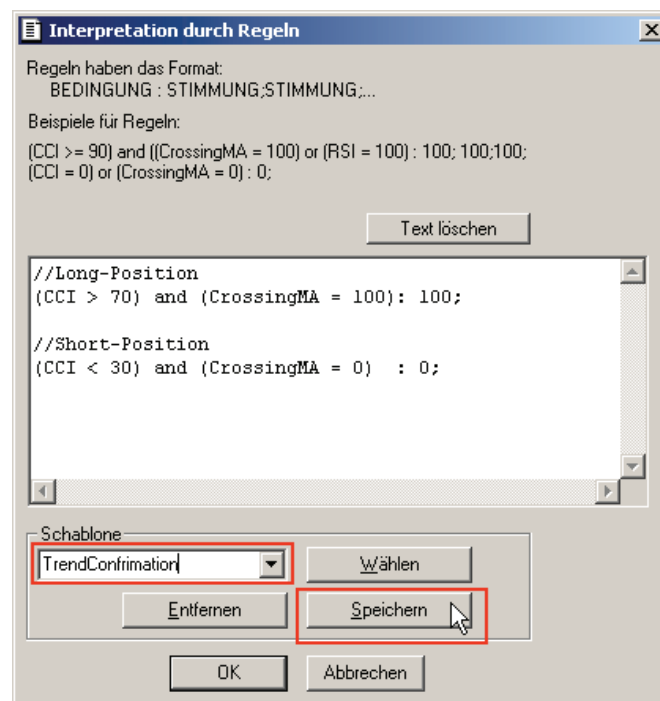 Interpretation durch Regeln
Regeln haben das Format:
BEDINGUNG : STIMMUNG;STIMMUNG;...
Beispiele für Regeln:
(CCI >= 90) and ((CrossingMA = 100) or (RSI = 100) : 100; 100;100;
(CCI = 0) or (CrossingMA = 0) : 0;
Text löschen
//Long-Position
(CCI > 70) and (CrossingMA = 100): 100;
//Short-Position
(CCI < 30) and (CrossingMA = 0)  : 0;
Schablone
TrendConfrimation
Wählen
Entfernen
Speichern
OK
Abbrechen